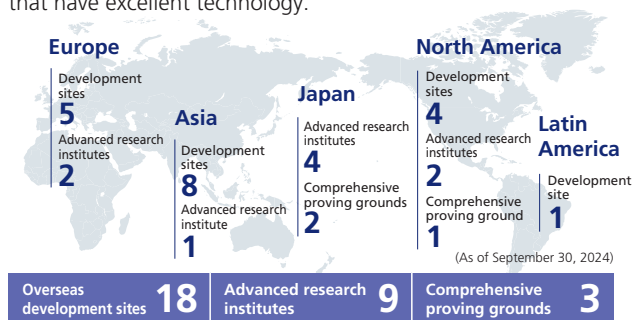 that have excellent technology.
Europe
Development
sites
5
Advanced research
institutes
2
Asia
Development
sites
8
Advanced research
institute
1
Japan
Advanced research
institutes
4
Comprehensive
proving grounds
2
North America
Development
sites
4
Advanced research
institutes
2
Comprehensive
proving ground
1
Latin
America
Development
site
1
(As of September 30, 2024)
Overseas
development sites 18
Advanced research
institutes 9
Comprehensive
proving grounds 3